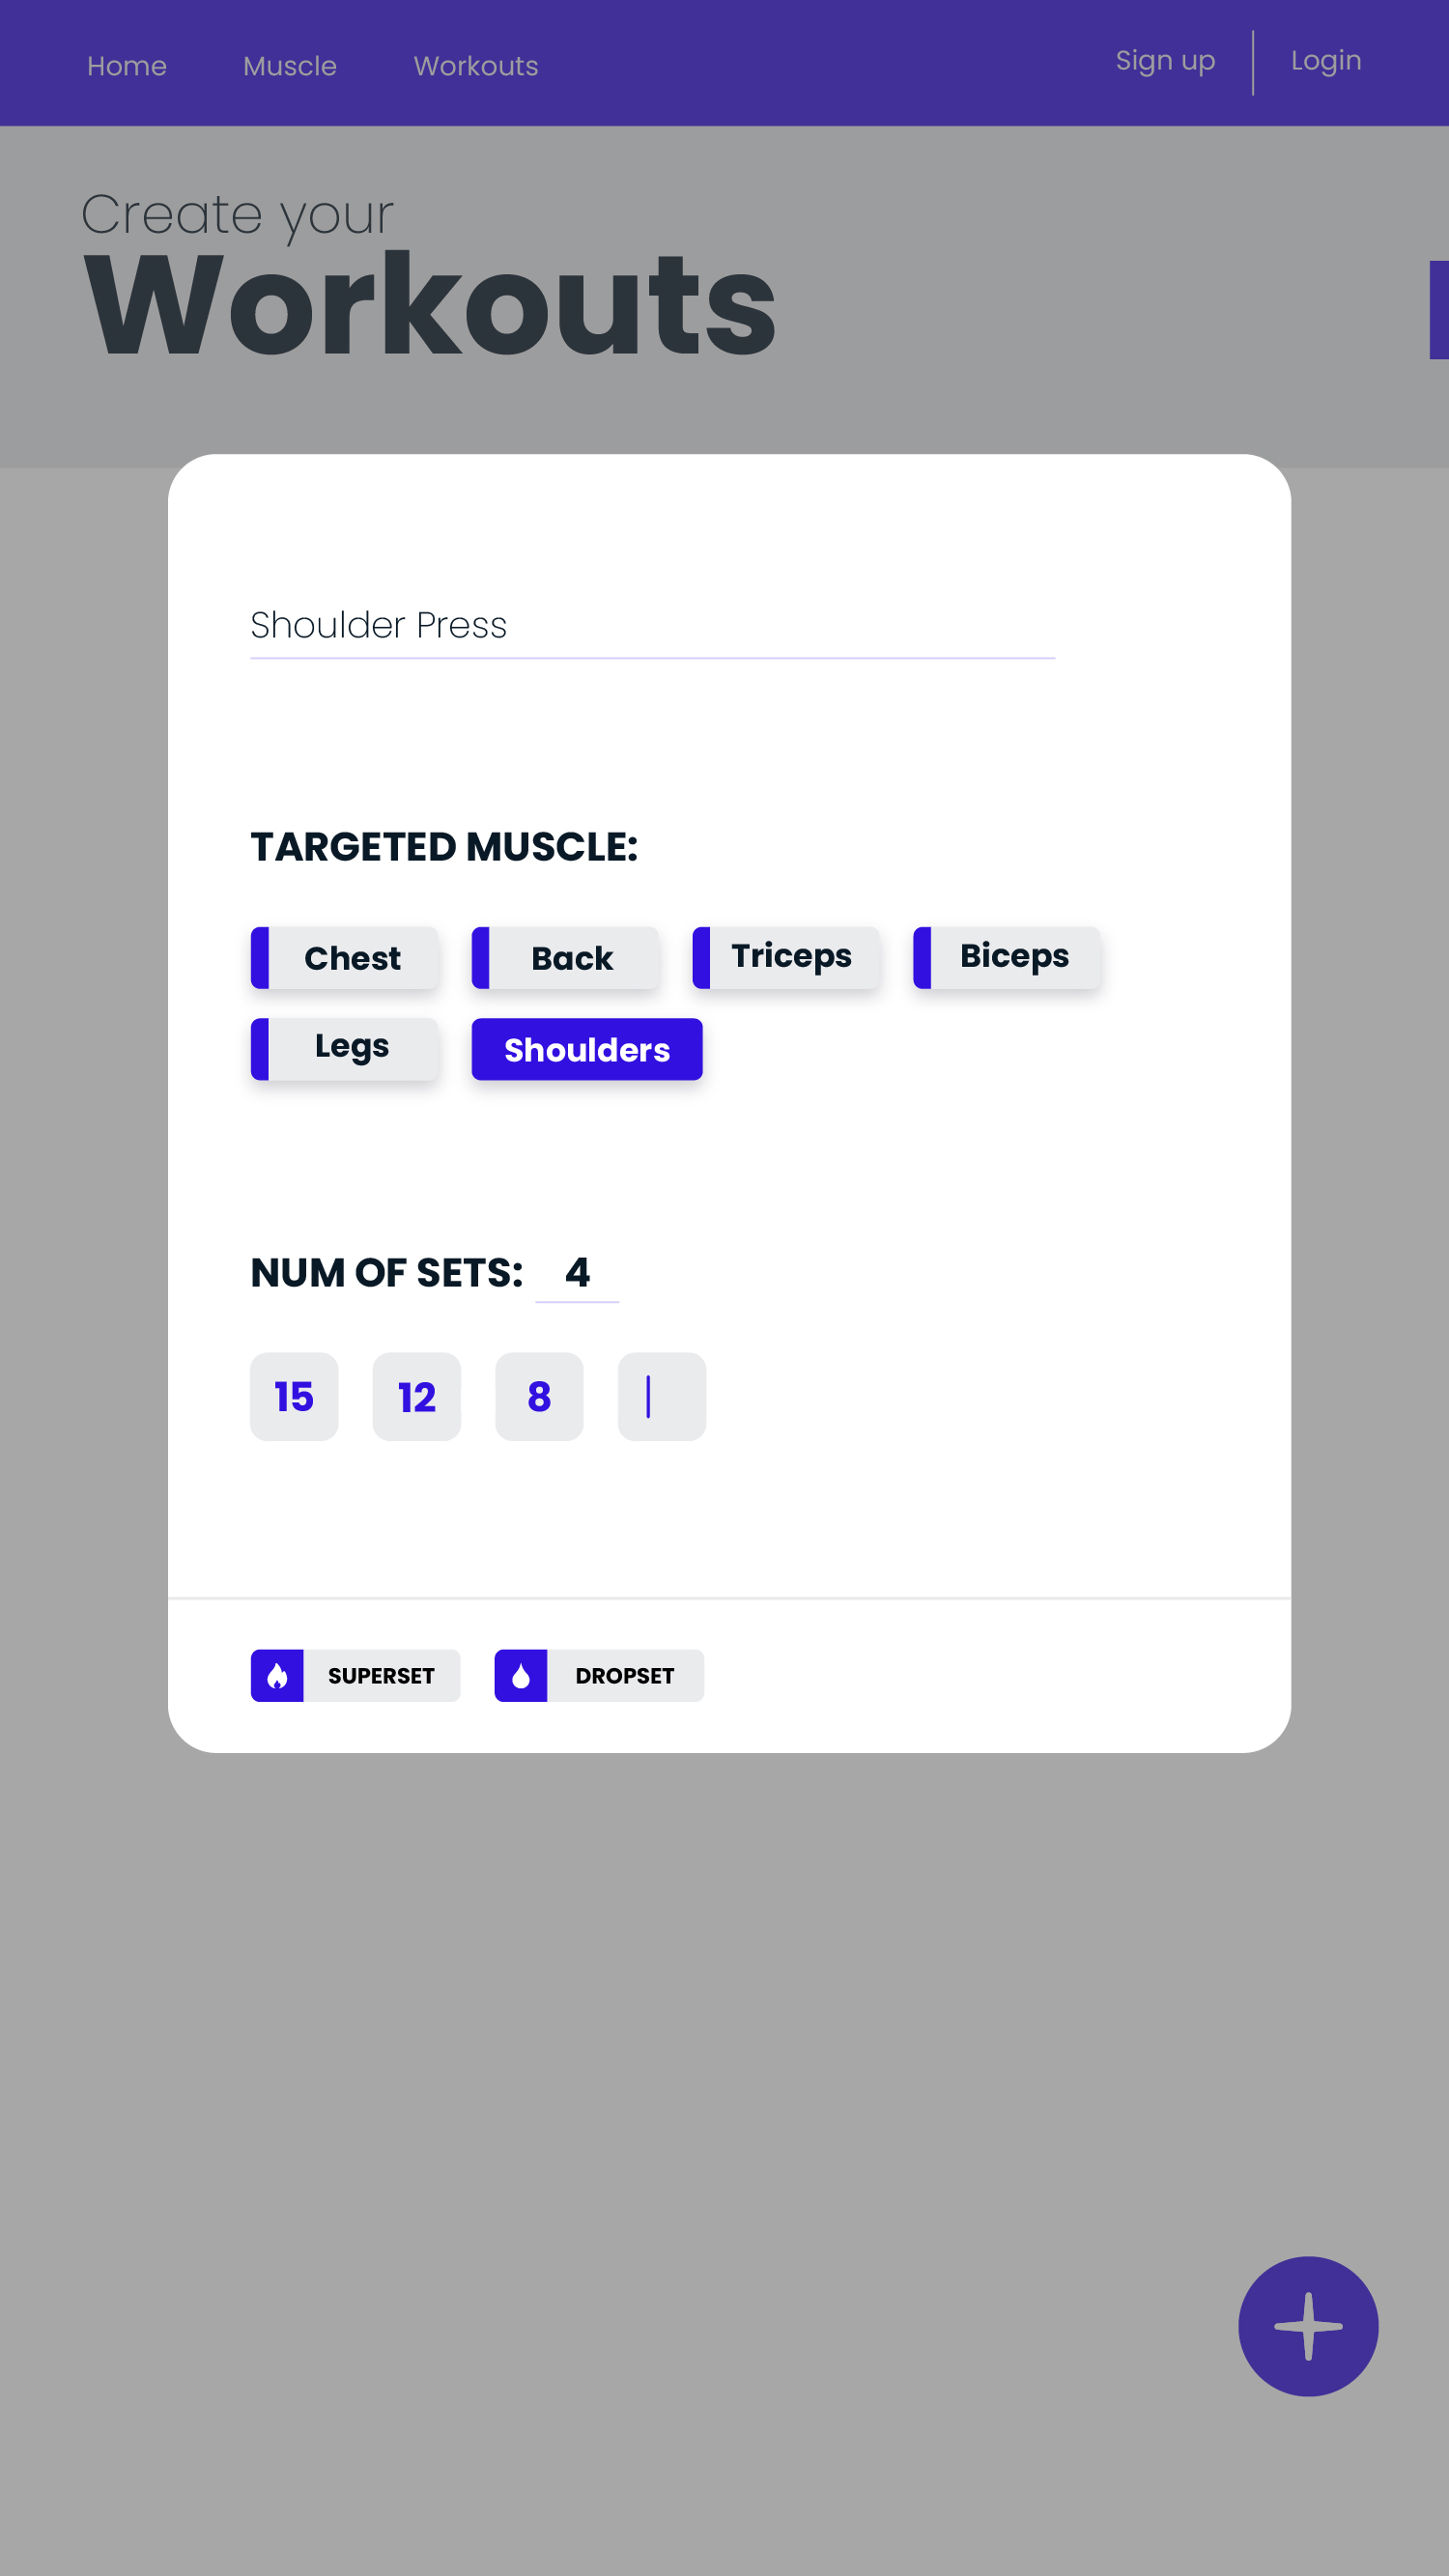 Home Muscle Workouts Sign up Login
Create your
Workouts
Shoulder Press
TARGETED MUSCLE:
Chest Back Triceps Biceps
Legs Shoulders
NUM OF SETS: 4
15 12 8
SUPERSET DROPSET